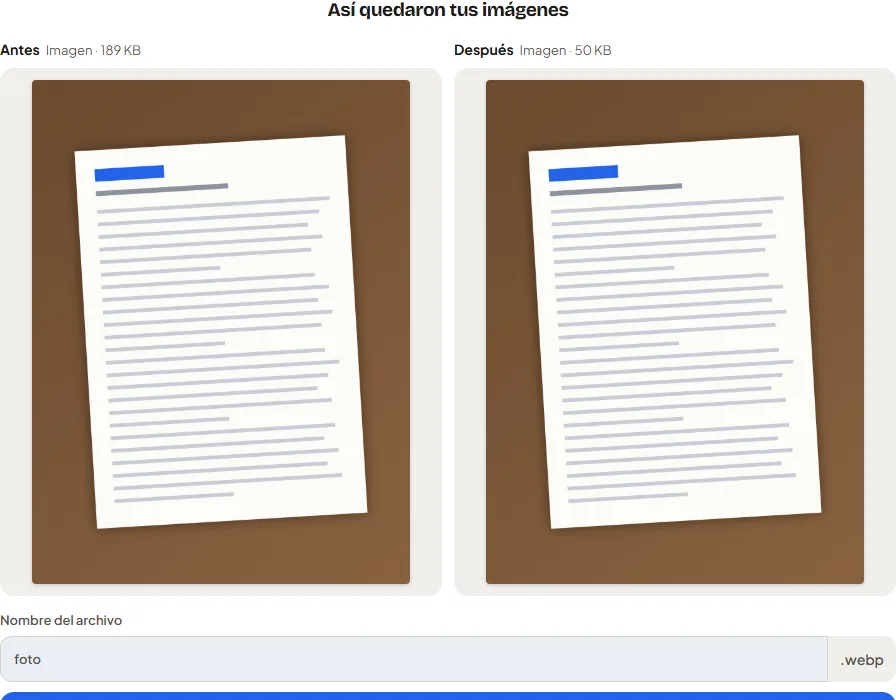 Así quedaron tus imágenes
Antes Imagen · 189 KB
Después Imagen · 50 KB
Nombre del archivo
foto
.webp